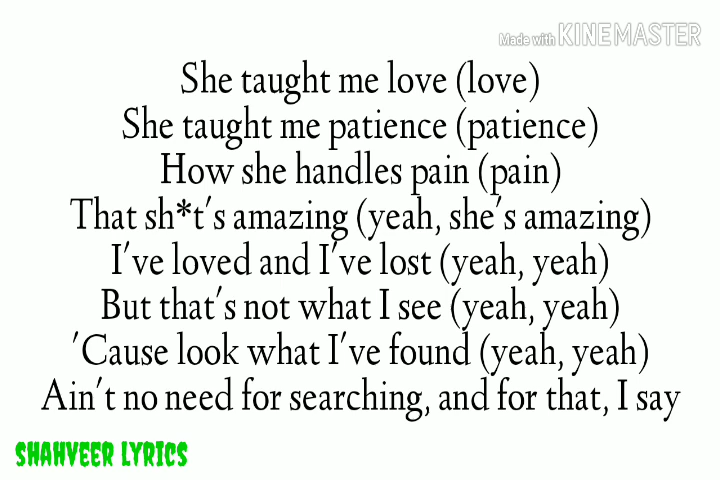 Made with KINEMASTER
She taught me love (love)
She taught me patience (patience)
How she handles pain (pain)
That sh*t's amazing (yeah, she's amazing)
I've loved and I've lost (yeah, yeah)
But that's not what I see (yeah, yeah)
'Cause look what I've found (yeah, yeah)
Ain't no need for searching, and for that, I say
SHAHVEER LYRICS